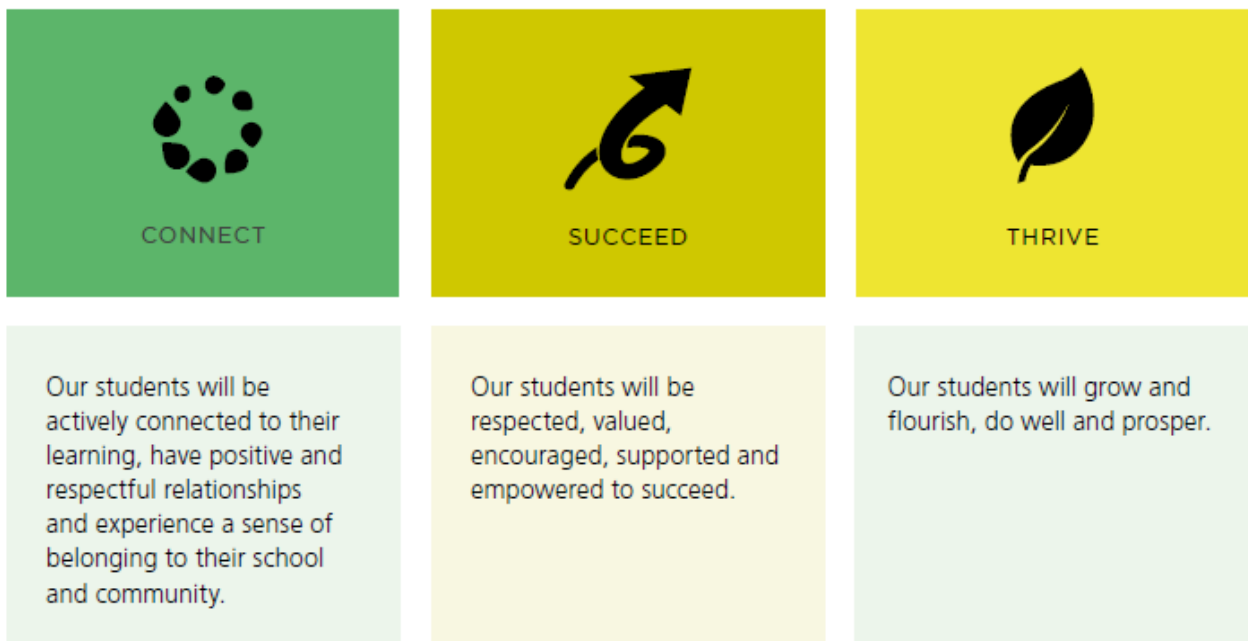 CONNECT
Our students will be
actively connected to their
learning, have positive and
respectful relationships
and experience a sense of
belonging to their school
and community.
SUCCEED
Our students will be
respected, valued,
encouraged, supported and
empowered to succeed.
THRIVE
Our students will grow and
flourish, do well and prosper.